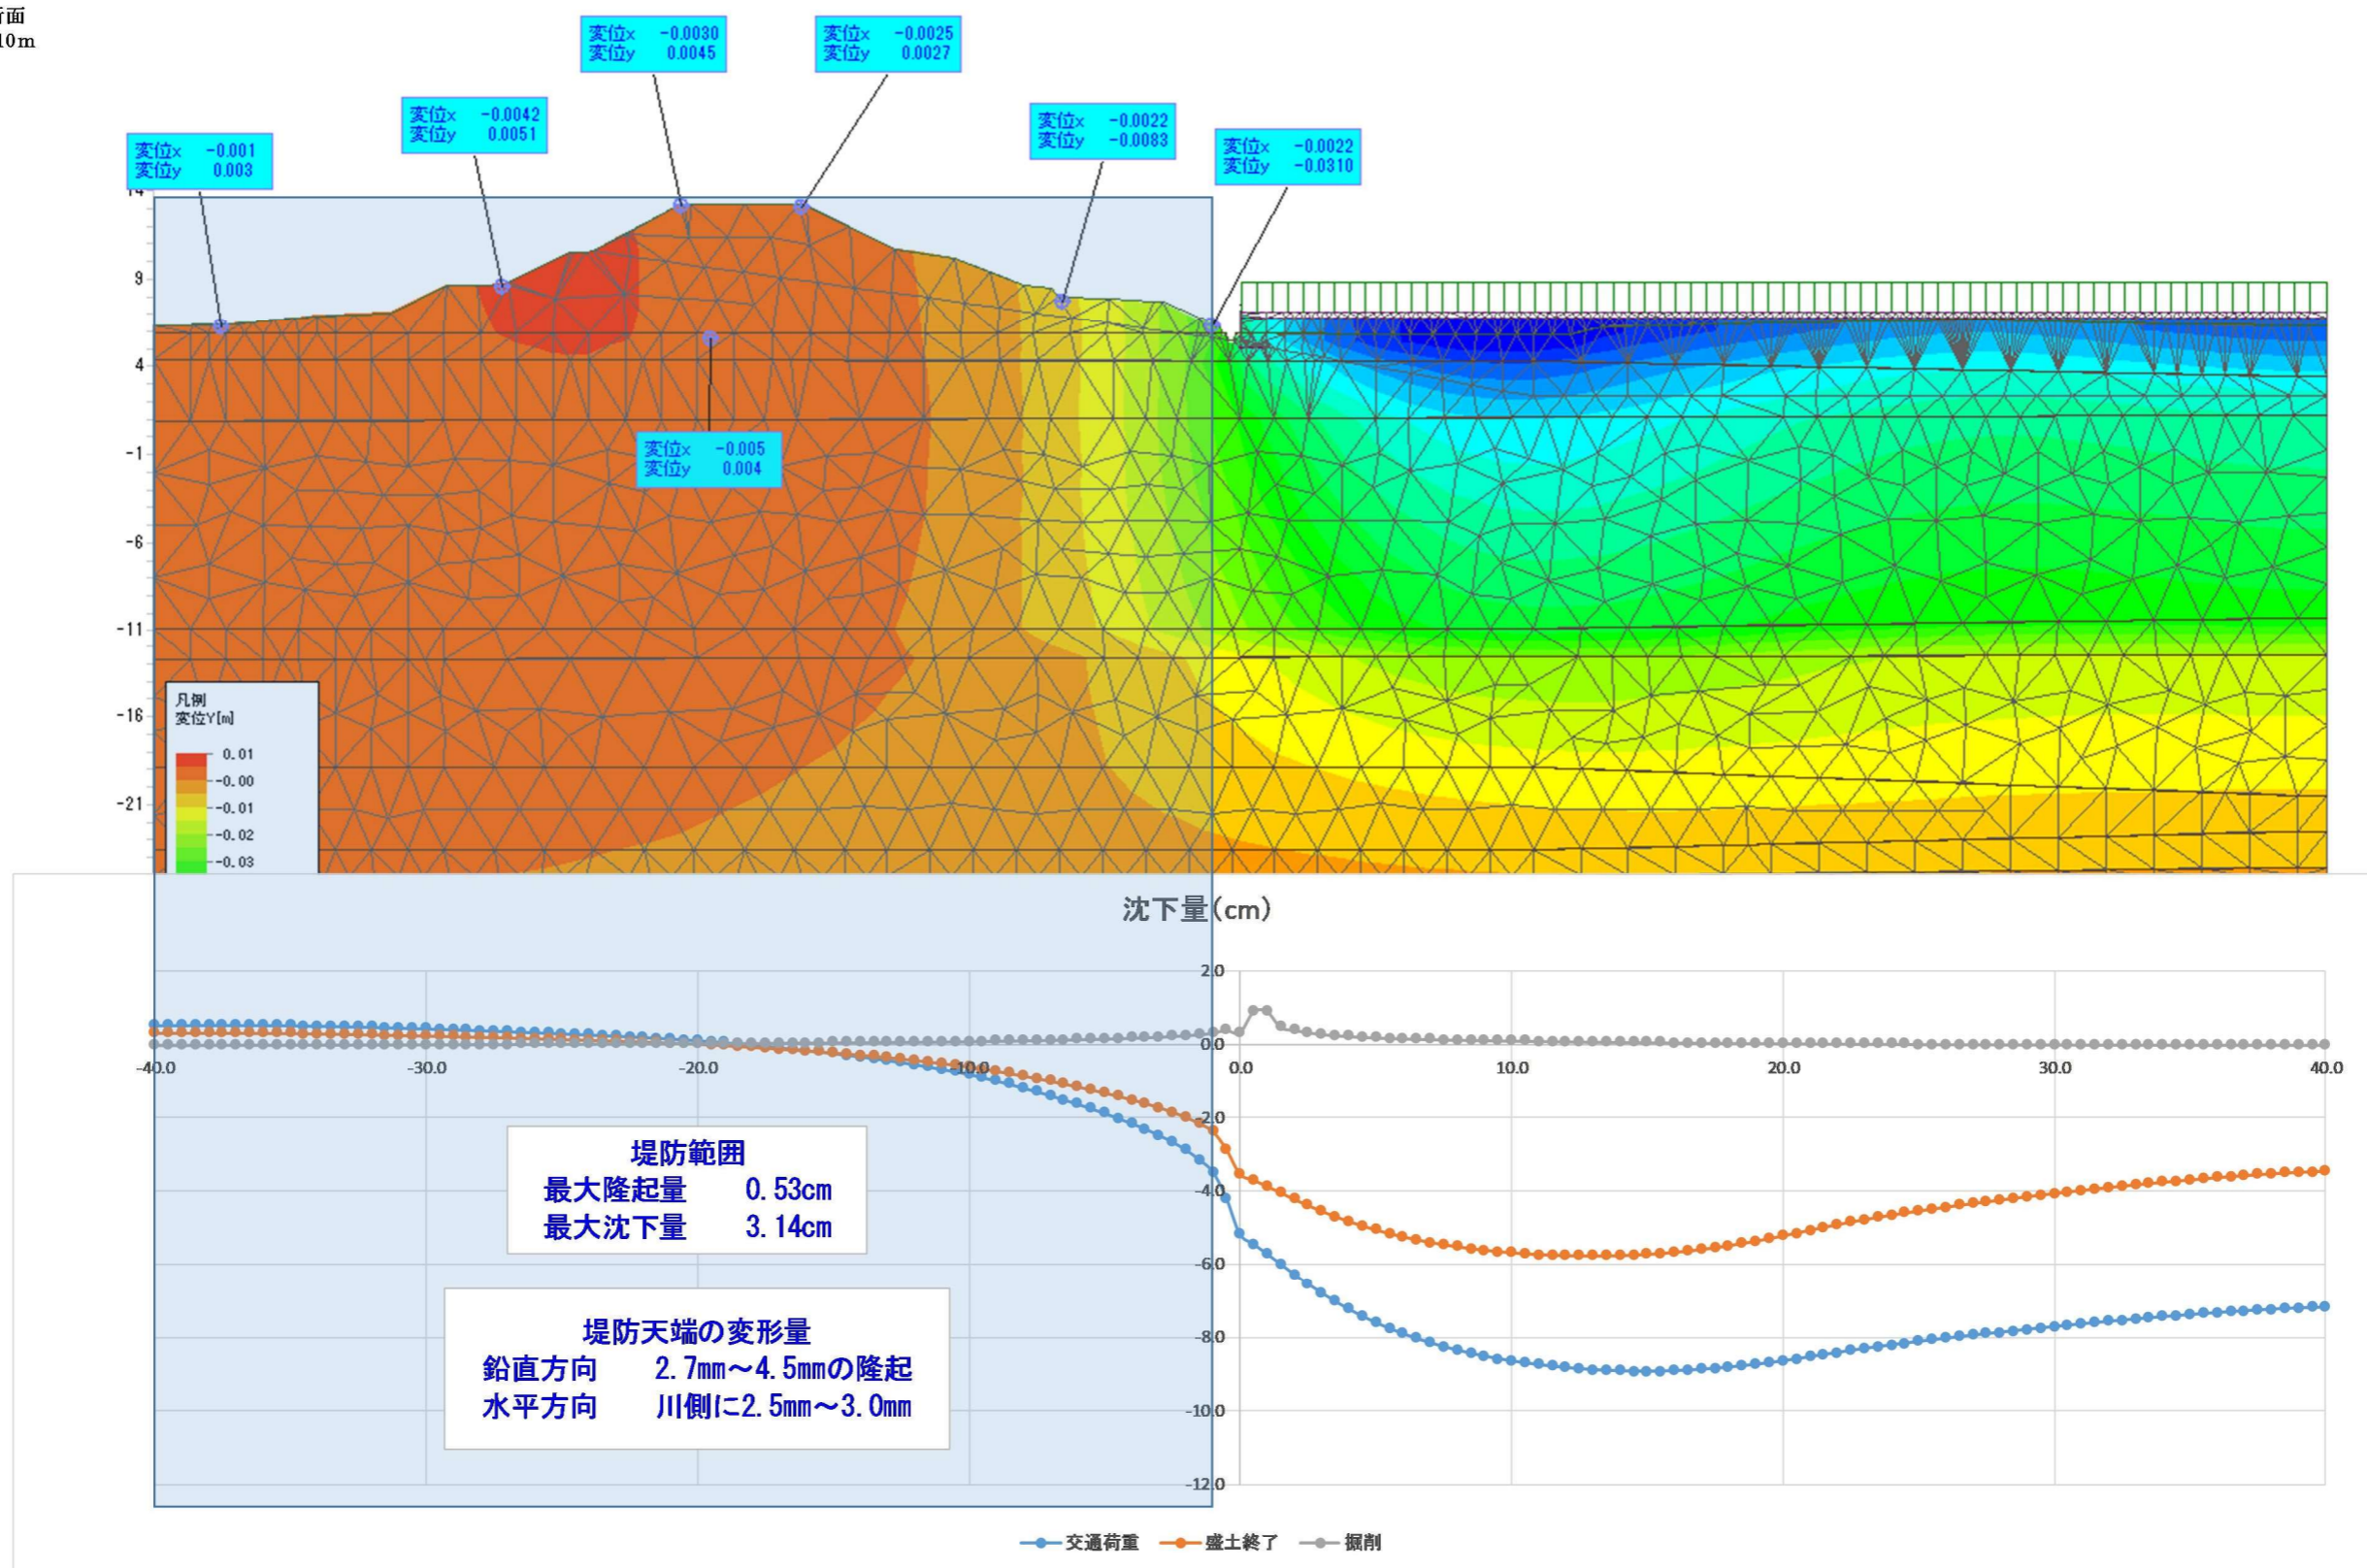 面
10m
変位x -0.0030
変位y 0.0045
変位x -0.0025
変位y 0.0027
変位x -0.0042
変位y 0.0051
変位x -0.0022
変位y -0.0083
変位x -0.001
変位y 0.003
変位x -0.0022
変位y -0.0310
14
9
4
-1
変位x -0.005
変位y 0.004
-6
-11
-16
-21
凡例
変位Y[m]
0.01
-0.00
-0.01
-0.02
-0.03
沈下量(cm)
2.0
0.0
-40.0 -30.0 -20.0 -10.0 0.0 10.0 20.0 30.0 40.0
-2.0
-4.0
-6.0
-8.0
-10.0
-12.0
堤防範囲
最大隆起量 0.53cm
最大沈下量 3.14cm
堤防天端の変形量
鉛直方向 2.7mm～4.5mmの隆起
水平方向 川側に2.5mm～3.0mm
交通荷重 盛土終了 掘削